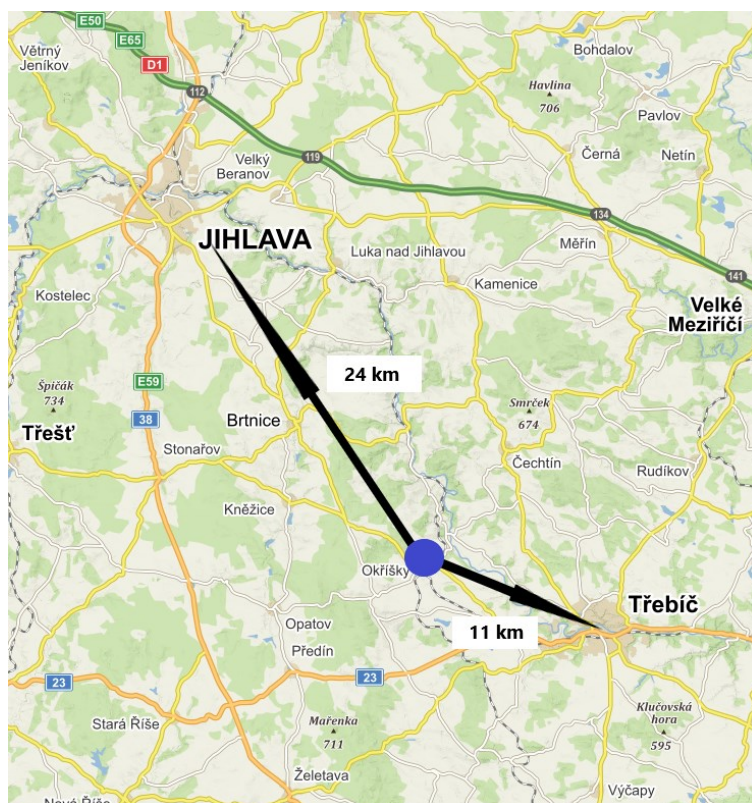 E50
E65
D1
Větrný
Jeníkov
112
Bohdalov
Havlina
706
Pavlov
Velký
Beranov
119
Černá
Netín
134
JIHLAVA
Luka nad Jihlavou
Měřín
141
Kostelec
Kamenice
Velké
Meziříčí
24 km
Špičák
734
E59
38
Smrček
674
Třešť
Brtnice
Stonařov
Čechtín
Rudíkov
Kněžice
Okříšky
Třebíč
11 km
Opatov
Předín
23
23
Stará Říše
Mařenka
711
Klučovská
hora
595
Želetava
Výčapy
Nová Říše